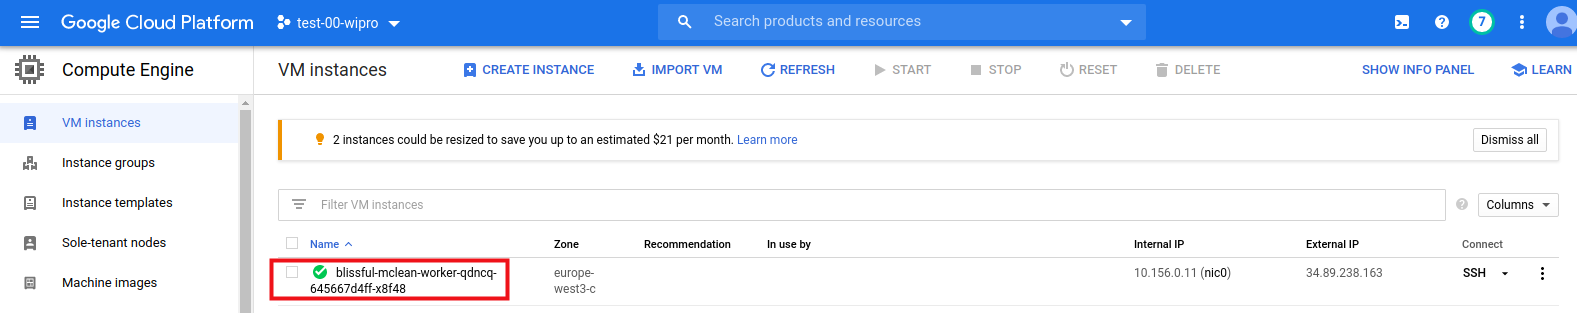 Google Cloud Platform
test-00-wipro
Search products and resources
7
Compute Engine
VM instances
CREATE INSTANCE
IMPORT VM
REFRESH
START
STOP
RESET
DELETE
SHOW INFO PANEL
LEARN
VM instances
Instance groups
Instance templates
Sole-tenant nodes
Machine images
2 instances could be resized to save you up to an estimated $21 per month. Learn more
Dismiss all
Filter VM instances
Columns
Name
Zone
Recommendation
In use by
Internal IP
External IP
Connect
blissful-mclean-worker-qdncq-
645667d4ff-x8f48
europe-
west3-c
10.156.0.11 (nic0)
34.89.238.163
SSH